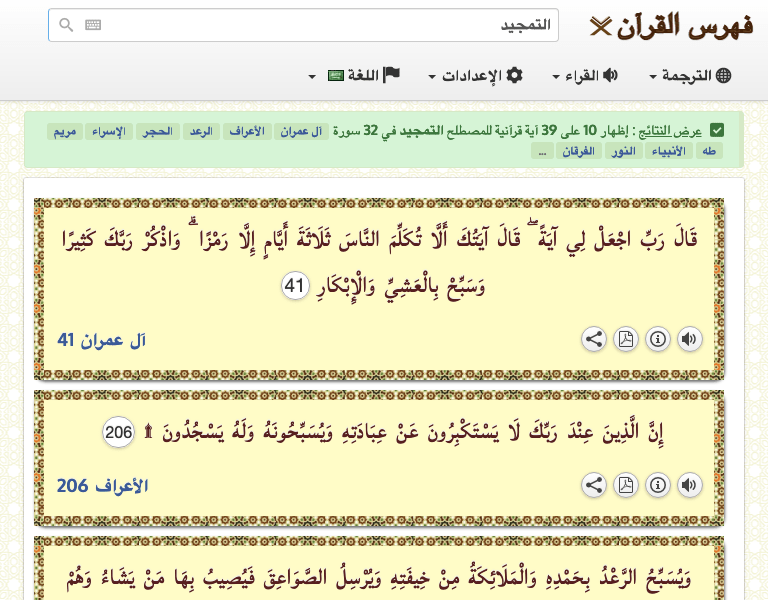 فهرس القرآن
التمجيد
الترجمة
القراء
الإعدادات
اللغة
عرض النتائج : إظهار 10 على 39 آية قرآنية للمصطلح التمجيد في 32 سورة آل عمران الأعراف الرعد الحجر الإسراء مريم
طه الأنبياء النور الفرقان ...
قَالَ رَبِّ اجْعَلْ لِي آيَةً ۖ قَالَ آيَتُكَ أَلَّا تُكَلِّمَ النَّاسَ ثَلَاثَةَ أَيَّامٍ إِلَّا رَمْزًا ۗ وَاذْكُرْ رَبَّكَ كَثِيرًا
وَسَبِّحْ بِالْعَشِيِّ وَالْإِبْكَارِ 41
آل عمران 41
إِنَّ الَّذِينَ عِنْدَ رَبِّكَ لَا يَسْتَكْبِرُونَ عَنْ عِبَادَتِهِ وَيُسَبِّحُونَهُ وَلَهُ يَسْجُدُونَ ۩ 206
الأعراف 206
وَيُسَبِّحُ الرَّعْدُ بِحَمْدِهِ وَالْمَلَائِكَةُ مِنْ خِيفَتِهِ وَيُرْسِلُ الصَّوَاعِقَ فَيُصِيبُ بِهَا مَنْ يَشَاءُ وَهُمْ